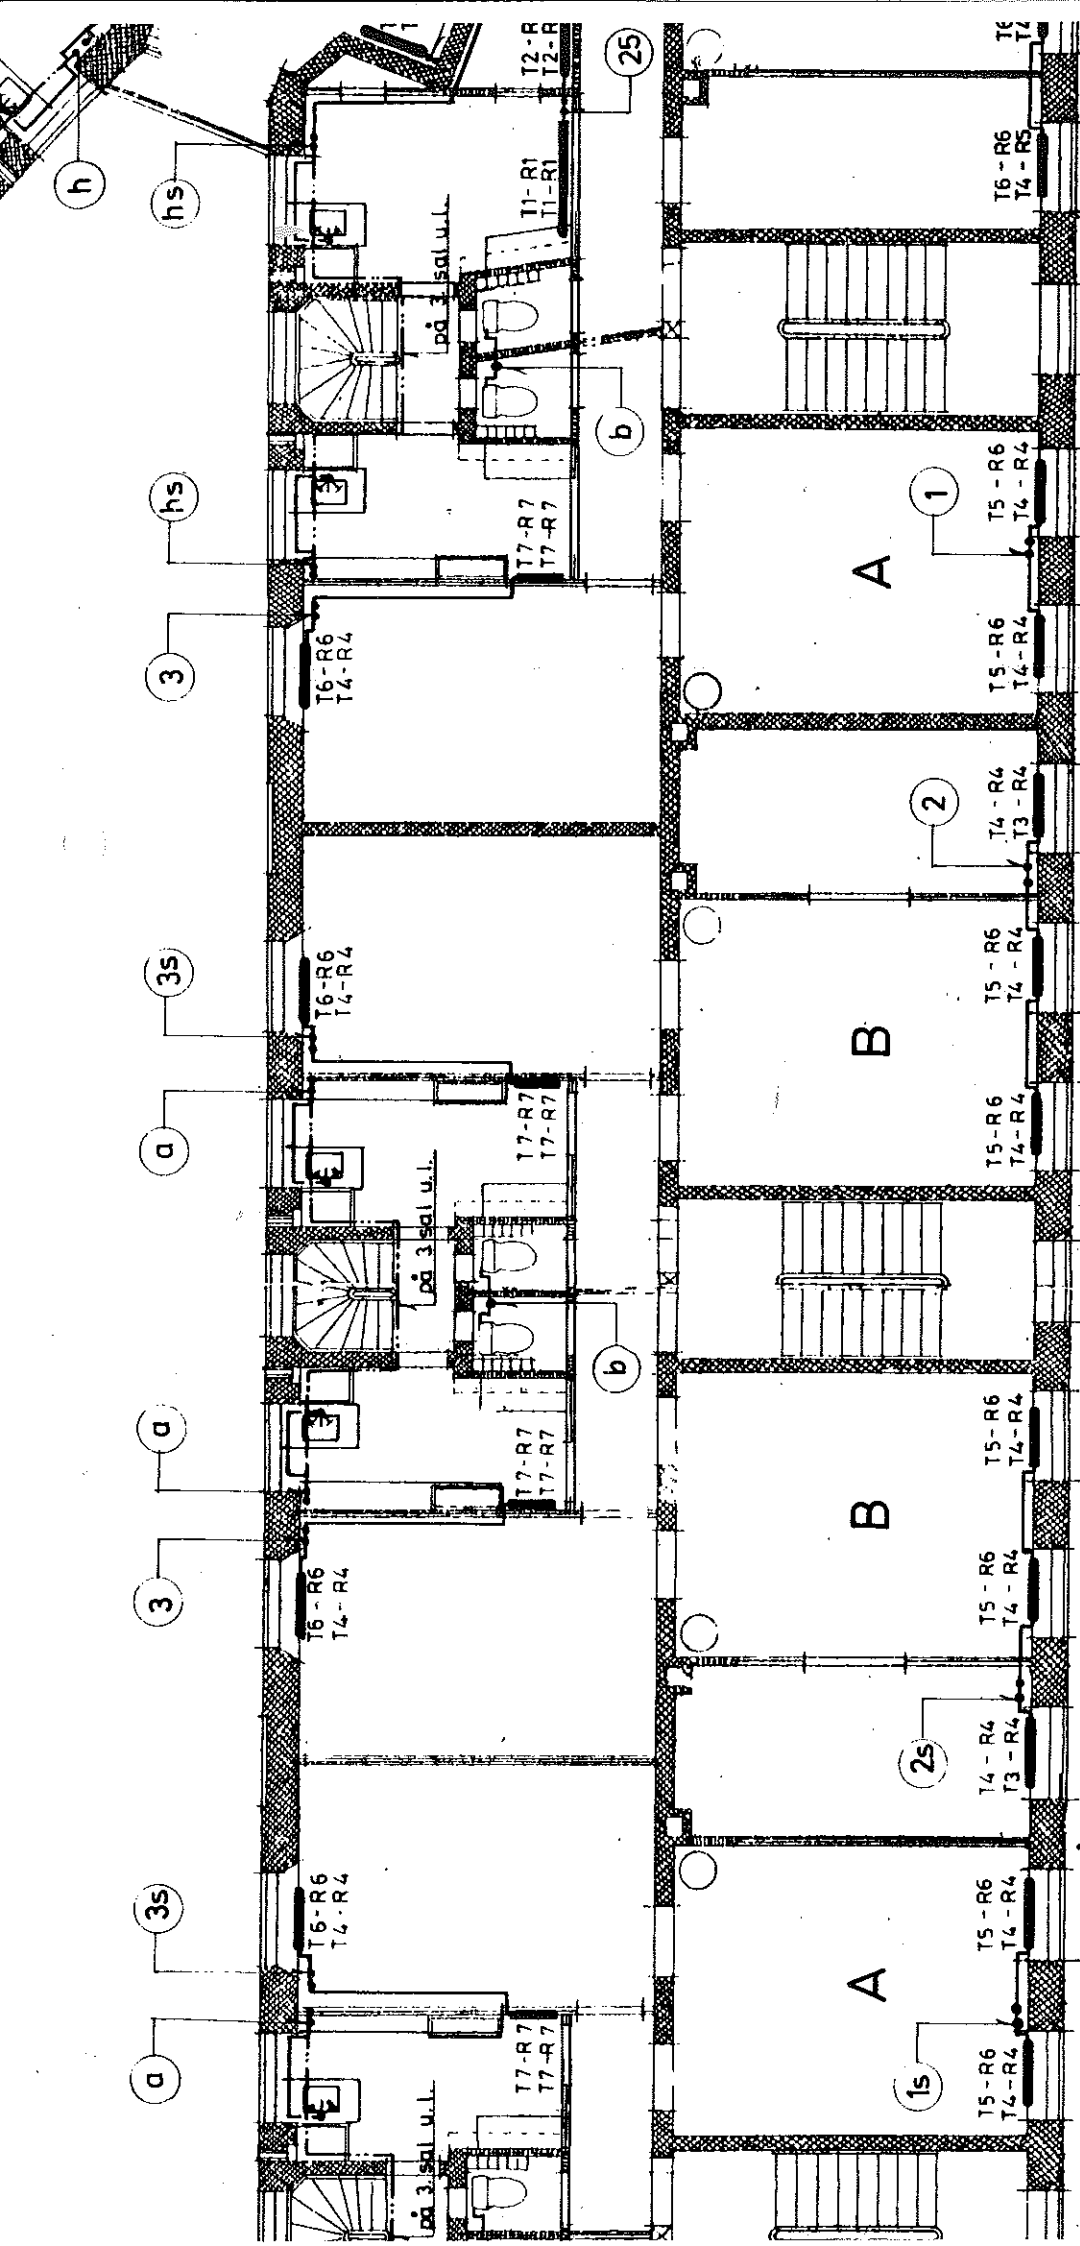 T2-R
T2-R
25
T6
T4
h
hs
T1-R1
T1-R1
T6-R6
T4-R5
på 3 sal u.l.
b
hs
T7-R7
T7-R7
1
T5-R6
T4-R4
A
3
T6-R6
T4-R4
T5-R6
T4-R4
2
T4-R4
T3-R4
3s
T6-R6
T4-R4
T5-R6
T4-R4
B
a
T7-R7
T7-R7
T5-R6
T4-R4
på 3 sal u.l.
b
a
T7-R7
T7-R7
T5-R6
T4-R4
B
3
T6-R6
T4-R4
T5-R6
T4-R4
2s
T4-R4
T3-R4
3s
T6-R6
T4-R4
T5-R6
T4-R4
A
a
T7-R7
T7-R7
1s
T5-R6
T4-R4
på 3 sal u.l.